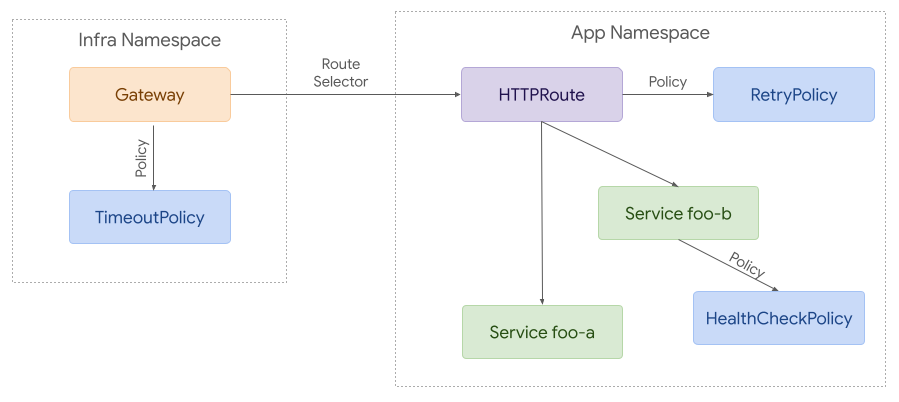 Infra Namespace
App Namespace
Gateway
Route
Selector
HTTPRoute
Policy
RetryPolicy
Policy
TimeoutPolicy
Service foo-b
Policy
Service foo-a
HealthCheckPolicy